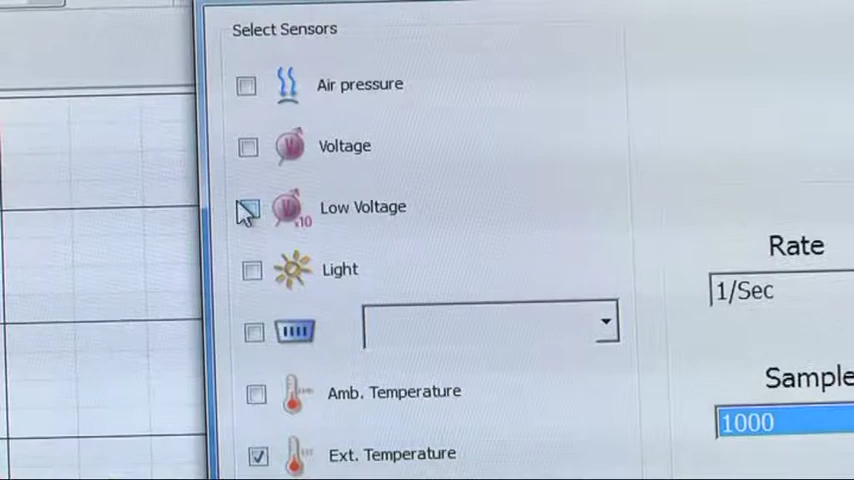 Select Sensors
Air pressure
Voltage
x10
Low Voltage
Light
Rate
1/Sec
Amb. Temperature
Sample
1000
Ext. Temperature